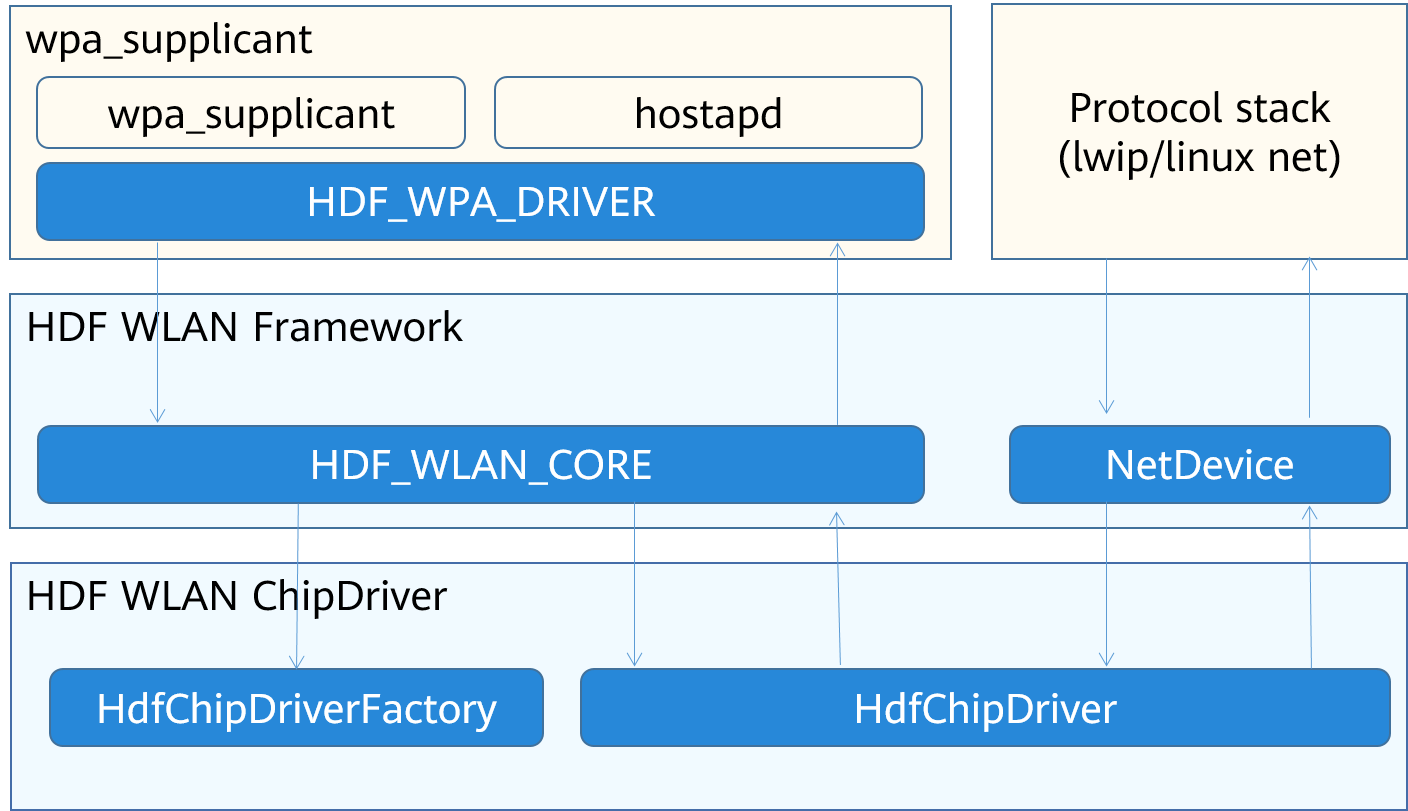 wpa_supplicant
wpa_supplicant
hostapd
HDF_WPA_DRIVER
Protocol stack
(lwip/linux net)
HDF WLAN Framework
HDF_WLAN_CORE
NetDevice
HDF WLAN ChipDriver
HdfChipDriverFactory
HdfChipDriver